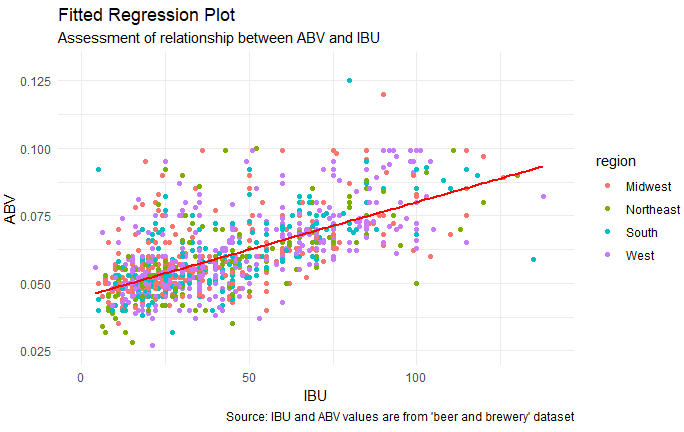 Fitted Regression Plot
Assessment of relationship between ABV and IBU
0.125
0.100
0.075
0.050
0.025
ABV
0
50
100
IBU
region
Midwest
Northeast
South
West
Source: IBU and ABV values are from 'beer and brewery' dataset